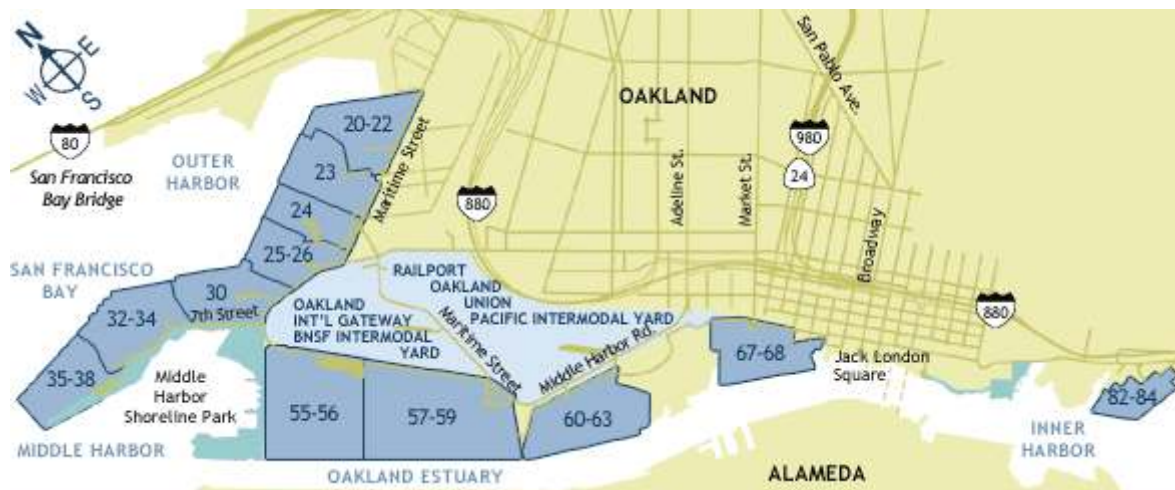 N
E
W
S
80
San Francisco
Bay Bridge
OUTER
HARBOR
20-22
23
24
25-26
Maritime Street
880
OAKLAND
Adeline St.
Market St.
San Pablo Ave.
980
24
Broadway
880
SAN FRANCISCO
BAY
30
7th Street
32-34
35-38
RAILPORT
OAKLAND
UNION
PACIFIC INTERMODAL YARD
OAKLAND
INT'L GATEWAY
BNSF INTERMODAL
YARD
Maritime Street
Middle Harbor Rd
Middle
Harbor
Shoreline Park
MIDDLE HARBOR
55-56
57-59
60-63
67-68
Jack London
Square
82-84
INNER
HARBOR
OAKLAND ESTUARY
ALAMEDA